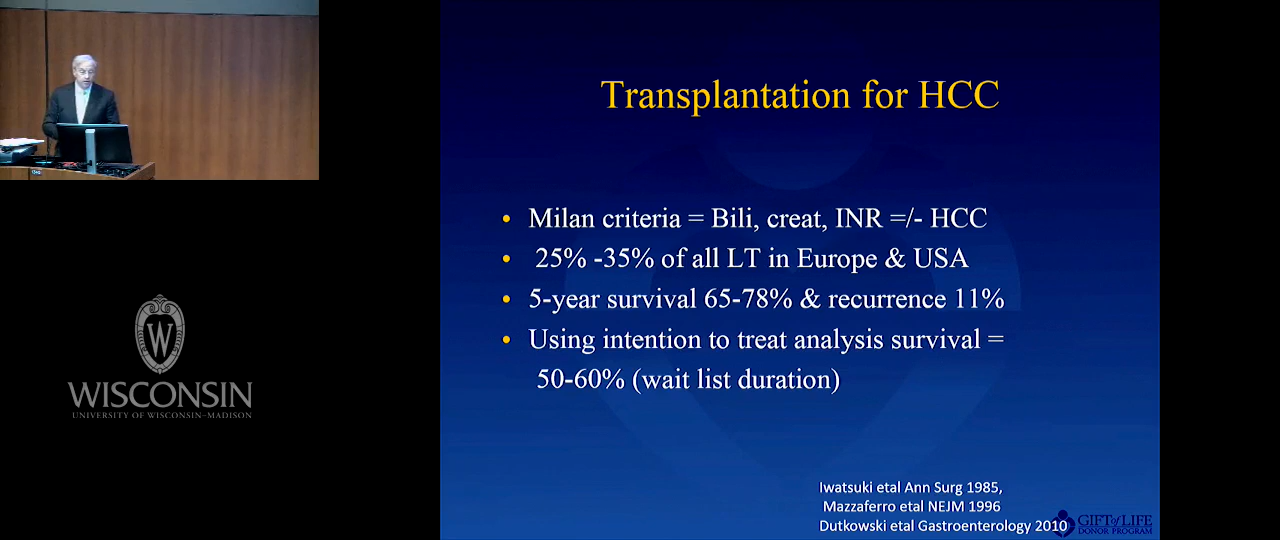 Transplantation for HCC
• Milan criteria = Bili, creat, INR =/- HCC
• 25% -35% of all LT in Europe & USA
• 5-year survival 65-78% & recurrence 11%
• Using intention to treat analysis survival =
50-60% (wait list duration)
Iwatsuki etal Ann Surg 1985,
Mazzaferro etal NEJM 1996
Dutkowski etal Gastroenterology 2010
GIFT of LIFE
DONOR PROGRAM
W
WISCONSIN
UNIVERSITY OF WISCONSIN–MADISON